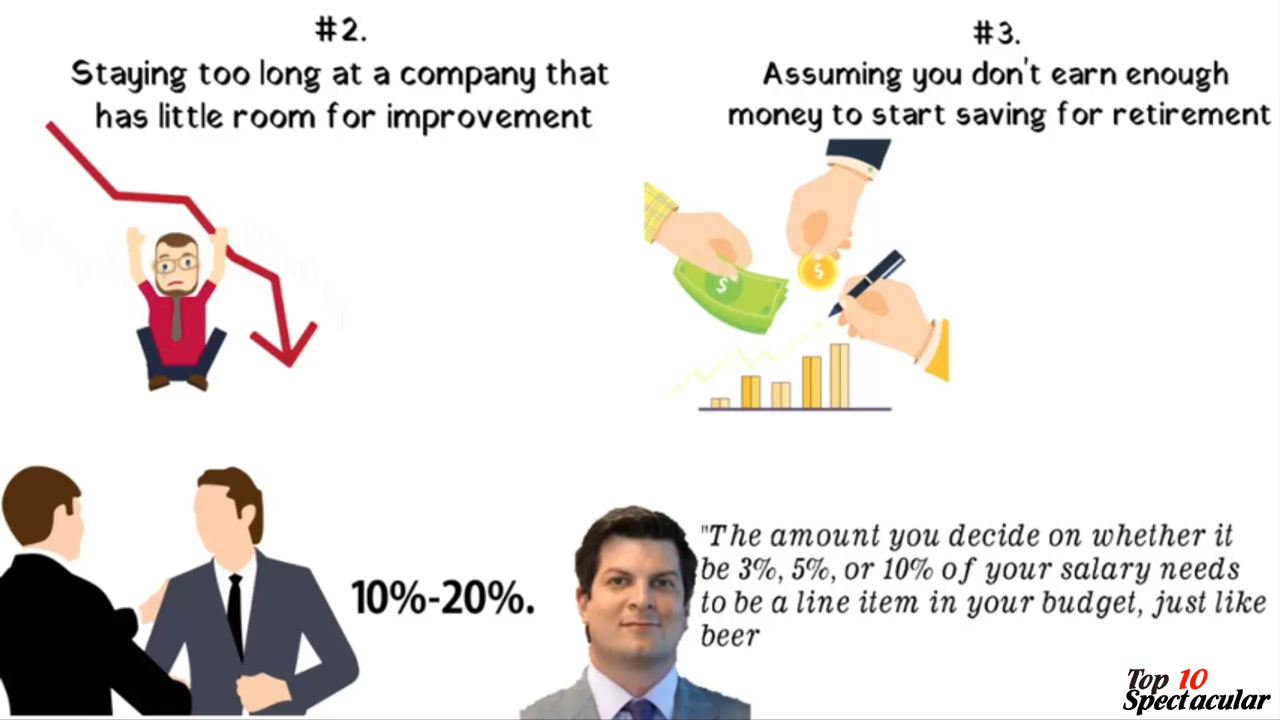 #2.
Staying too long at a company that
has little room for improvement
#3.
Assuming you don't earn enough
money to start saving for retirement
$
$
10%-20%.
"The amount you decide on whether it
be 3%, 5%, or 10% of your salary needs
to be a line item in your budget, just like
beer
Top 10
Spectacular